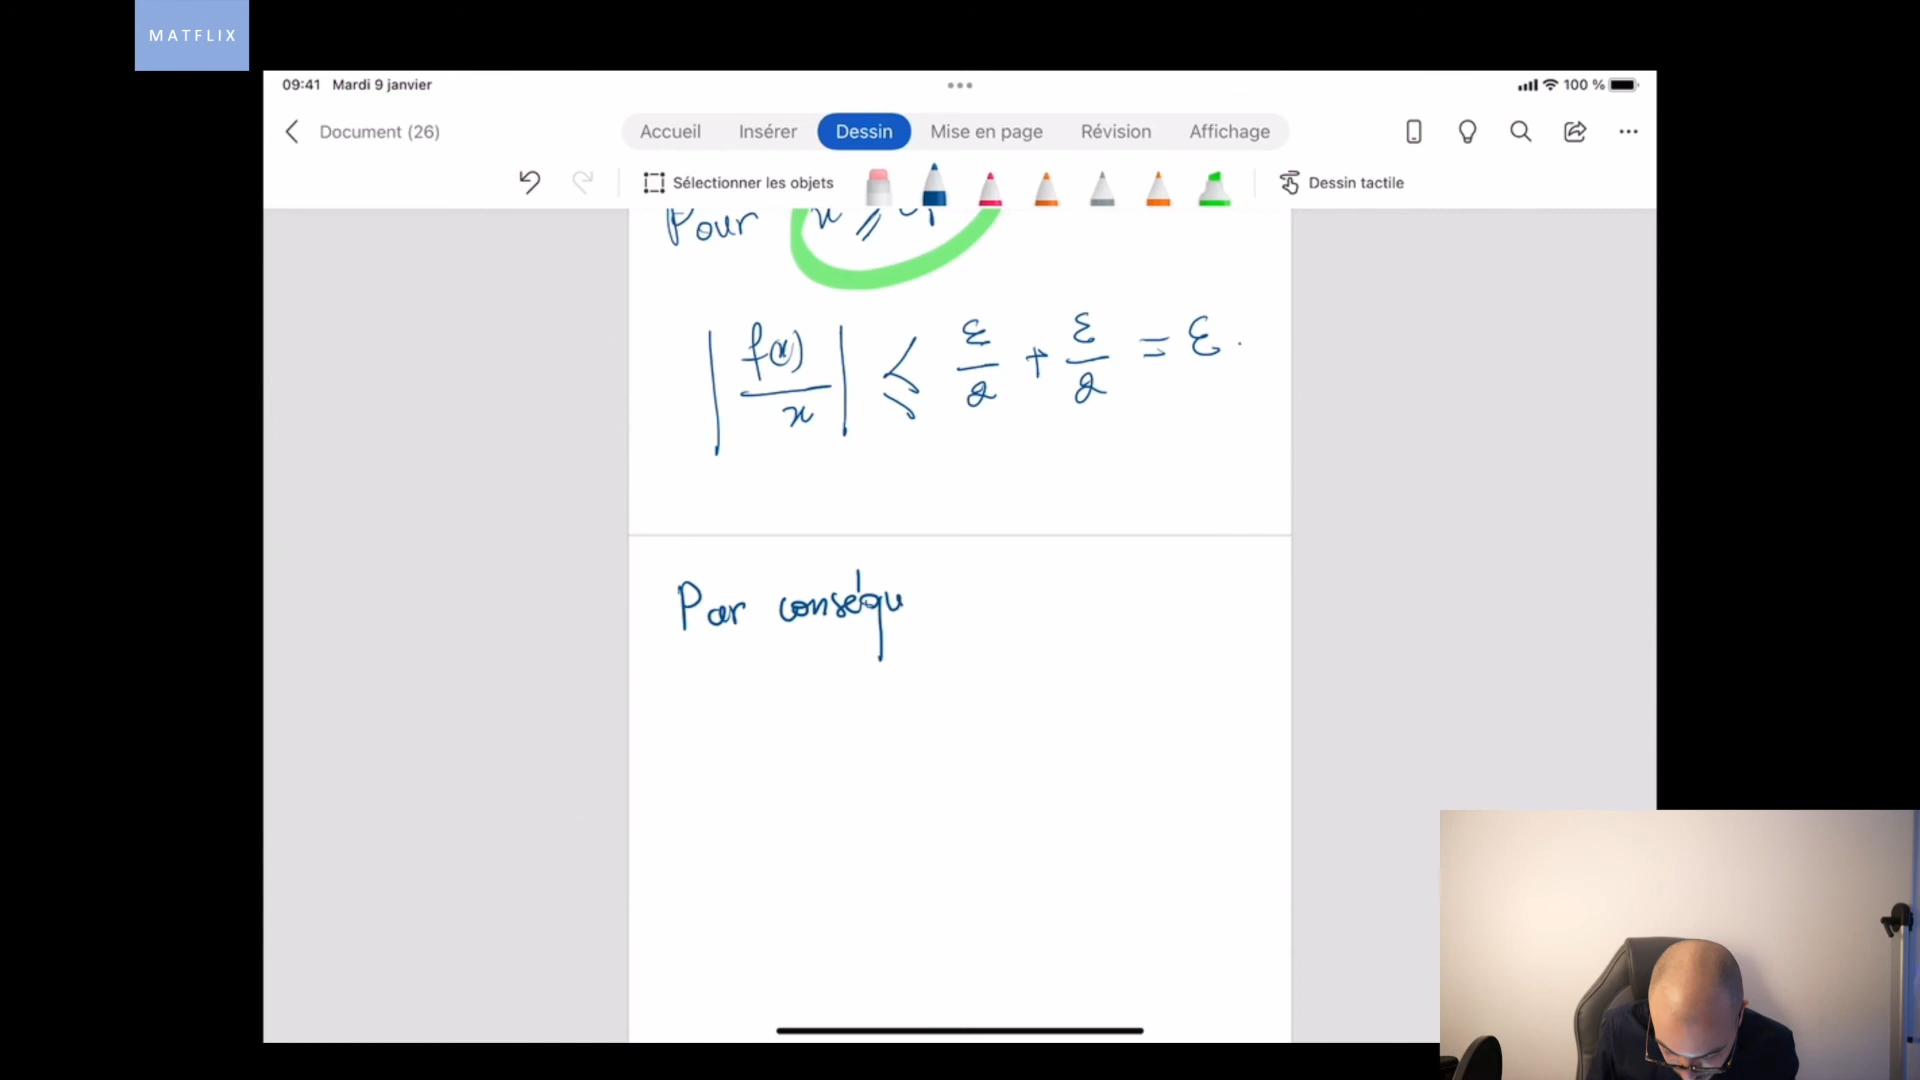 MATFLIX
09:41 Mardi 9 janvier
100 %
Document (26)
Accueil Insérer Dessin Mise en page Révision Affichage
Sélectionner les objets
Dessin tactile
Pour x ⩾
|f(x)/x| ⩽ ε/2 + ε/2 = ε.
Par conséqu